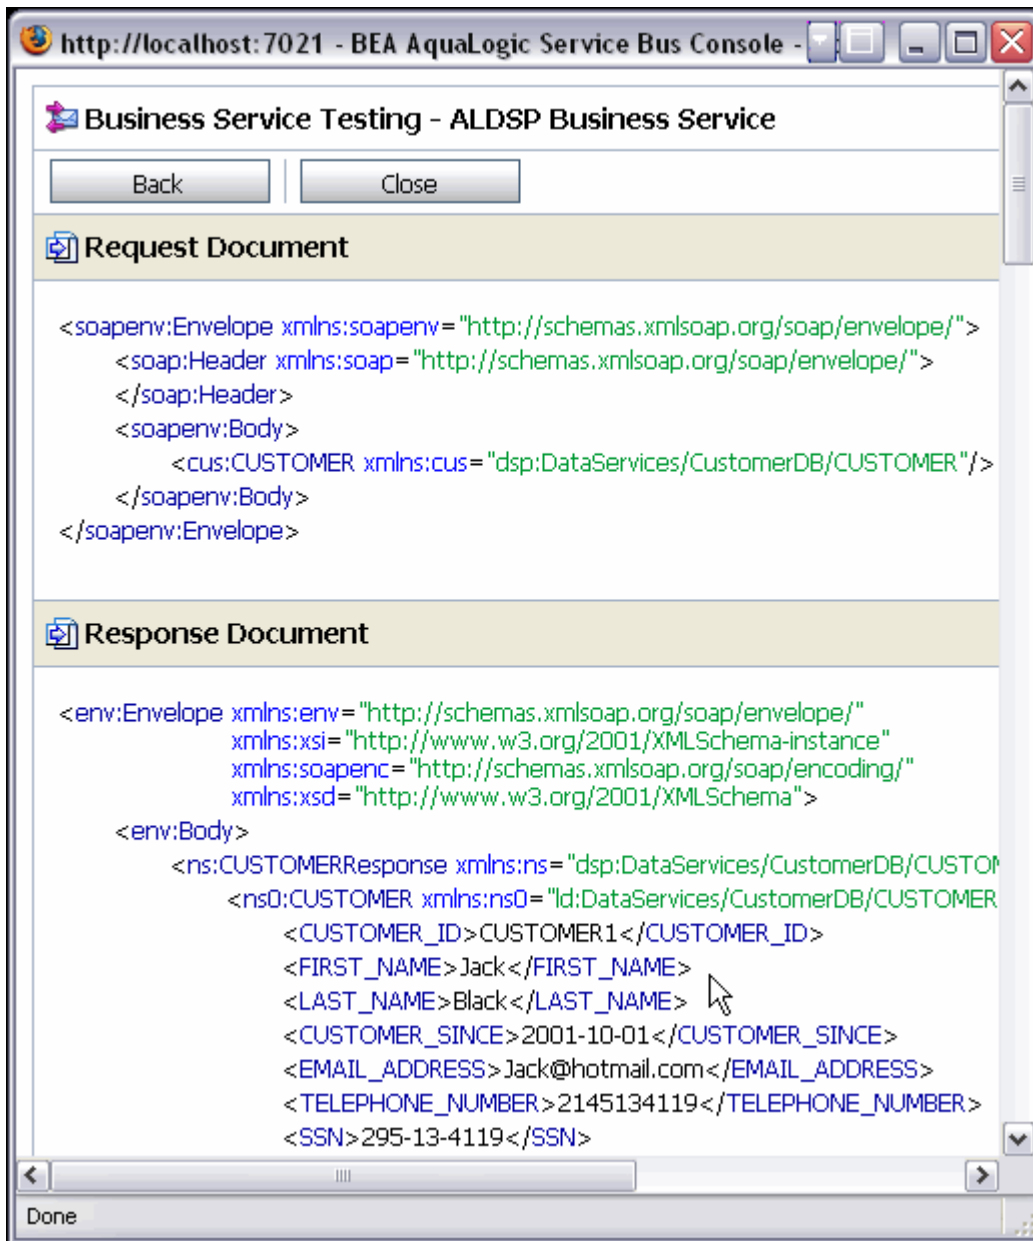 http://localhost:7021 - BEA AquaLogic Service Bus Console -
Business Service Testing - ALDSP Business Service
Back Close
Request Document
<soapenv:Envelope xmlns:soapenv="http://schemas.xmlsoap.org/soap/envelope/">
<soap:Header xmlns:soap="http://schemas.xmlsoap.org/soap/envelope/">
</soap:Header>
<soapenv:Body>
<cus:CUSTOMER xmlns:cus="dsp:DataServices/CustomerDB/CUSTOMER"/>
</soapenv:Body>
</soapenv:Envelope>
Response Document
<env:Envelope xmlns:env="http://schemas.xmlsoap.org/soap/envelope/"
xmlns:xsi="http://www.w3.org/2001/XMLSchema-instance"
xmlns:soapenc="http://schemas.xmlsoap.org/soap/encoding/"
xmlns:xsd="http://www.w3.org/2001/XMLSchema">
<env:Body>
<ns:CUSTOMERResponse xmlns:ns="dsp:DataServices/CustomerDB/CUSTOM
<ns0:CUSTOMER xmlns:ns0="ld:DataServices/CustomerDB/CUSTOMER
<CUSTOMER_ID>CUSTOMER1</CUSTOMER_ID>
<FIRST_NAME>Jack</FIRST_NAME>
<LAST_NAME>Black</LAST_NAME>
<CUSTOMER_SINCE>2001-10-01</CUSTOMER_SINCE>
<EMAIL_ADDRESS>Jack@hotmail.com</EMAIL_ADDRESS>
<TELEPHONE_NUMBER>2145134119</TELEPHONE_NUMBER>
<SSN>295-13-4119</SSN>
Done